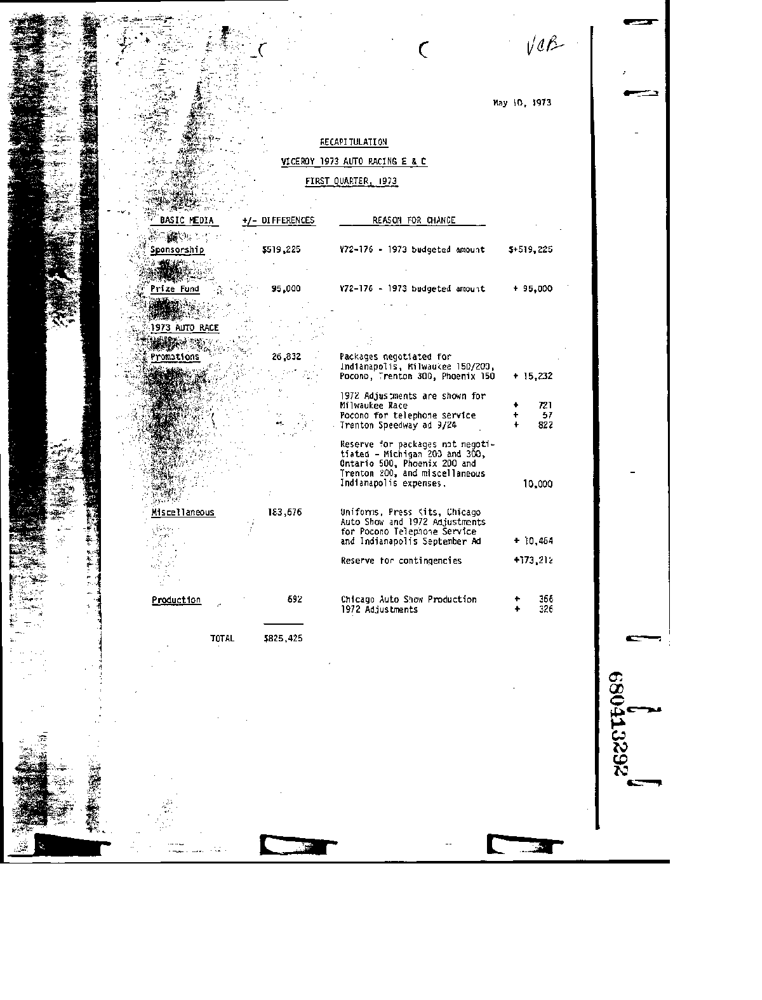 VCB
May 10, 1973
RECAPITULATION
VICEROY 1973 AUTO RACING E & C
FIRST QUARTER, 1973
BASIC MEDIA +/- DIFFERENCES REASON FOR CHANGE
Sponsorship $519,225 V72-176 - 1973 budgeted amount $+519,225
Prize Fund 95,000 V72-176 - 1973 budgeted amount + 95,000
1973 AUTO RACE
Promotions 26,832 Packages negotiated for
Indianapolis, Milwaukee 150/200,
Pocono, Trenton 300, Phoenix 150 + 15,232
1972 Adjustments are shown for
Milwaukee Race + 721
Pocono for telephone service + 57
Trenton Speedway ad 9/24 + 822
Reserve for packages not negoti-
tiated - Michigan 200 and 300,
Ontario 500, Phoenix 200 and
Trenton 200, and miscellaneous
Indianapolis expenses. 10,000
Miscellaneous 183,676 Uniforms, Press Kits, Chicago
Auto Show and 1972 Adjustments
for Pocono Telephone Service
and Indianapolis September Ad + 10,464
Reserve for contingencies +173,212
Production 692 Chicago Auto Show Production + 366
1972 Adjustments + 326
TOTAL $825,425
680413292